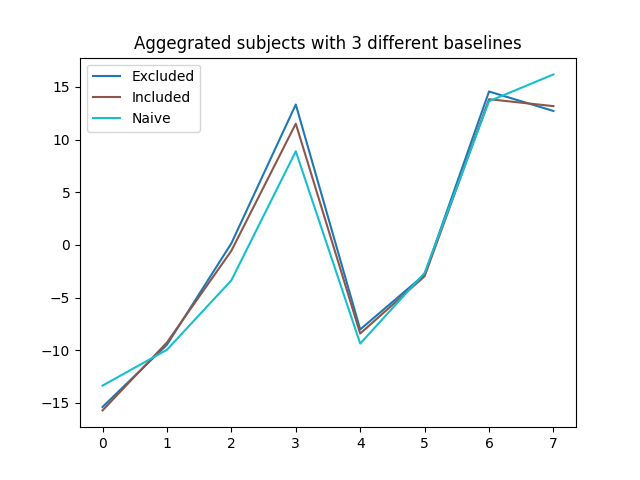 Aggegrated subjects with 3 different baselines
Excluded
Included
Naive
15
10
5
0
−5
−10
−15
0 1 2 3 4 5 6 7